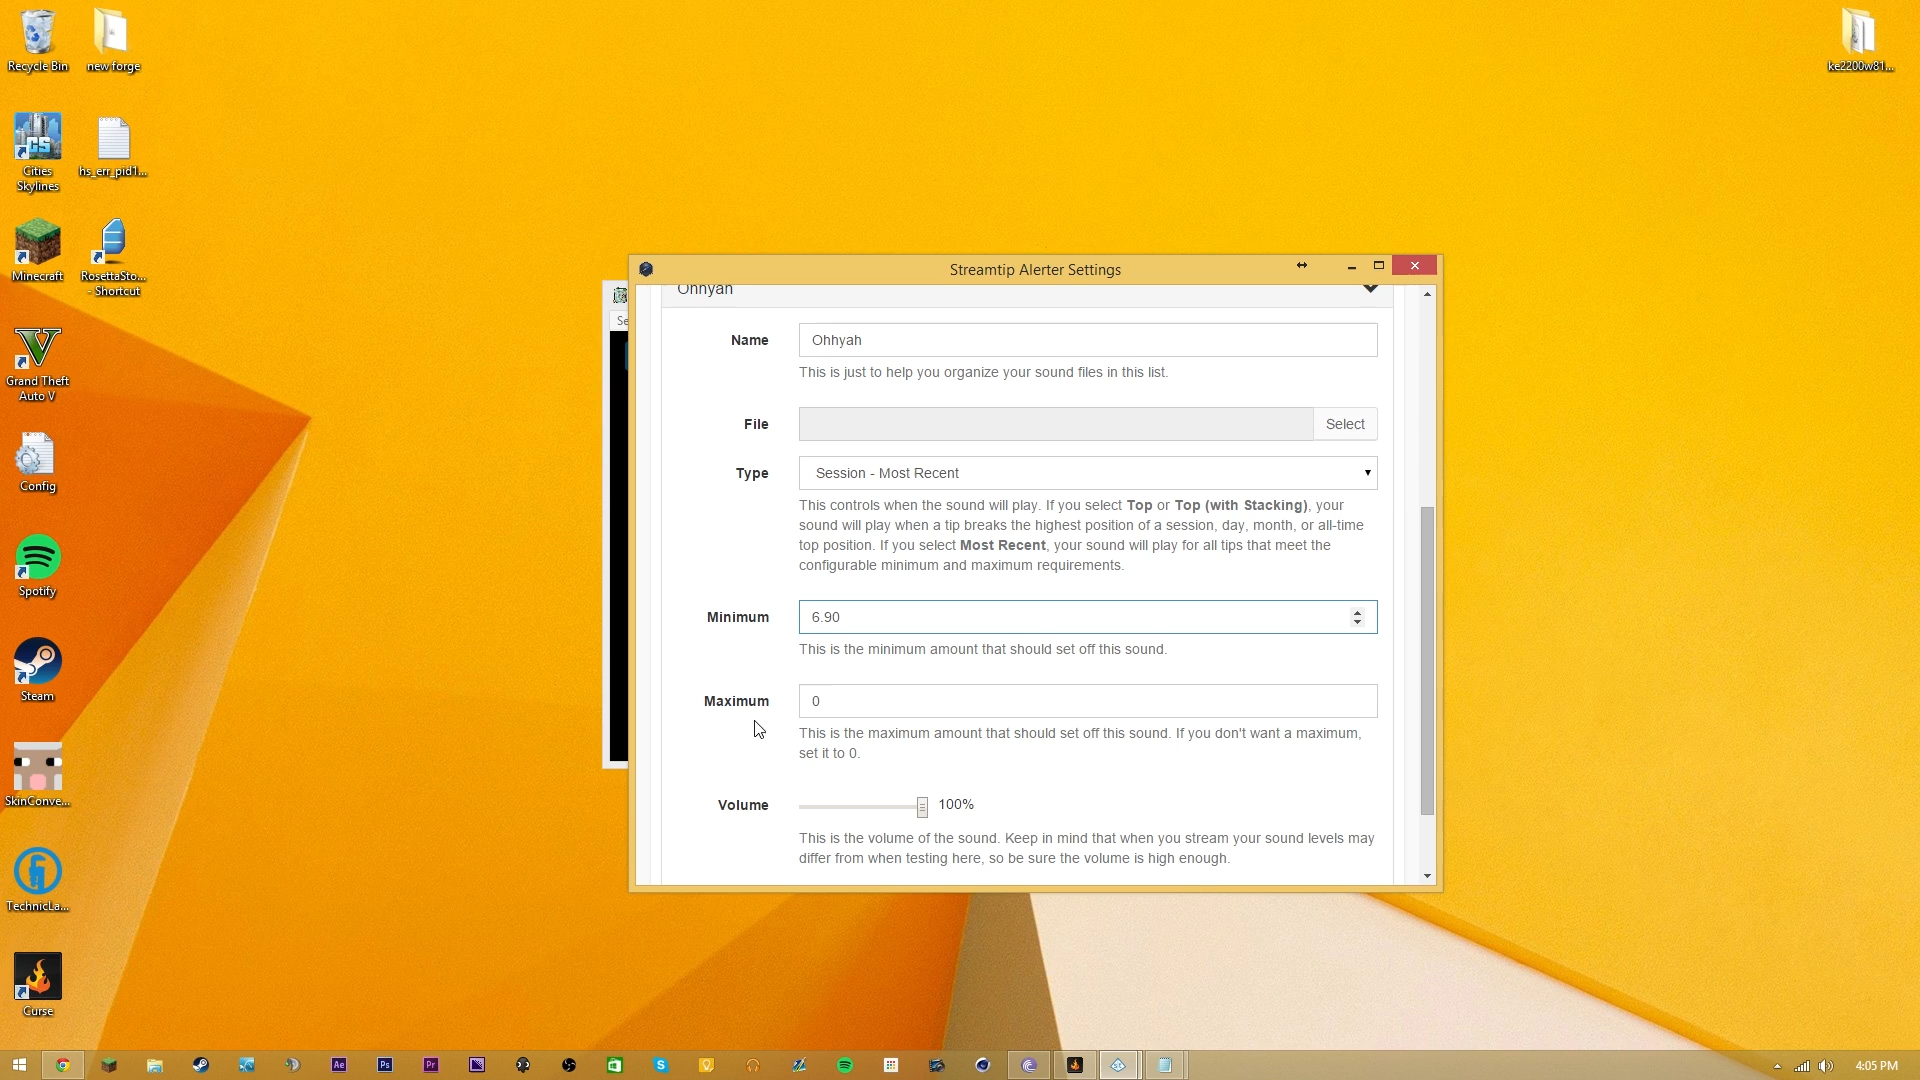 Recycle Bin
new forge
ke2200w81...
Cities
Skylines
hs_err_pid1...
Minecraft
RosettaSto...
- Shortcut
Grand Theft
Auto V
Config
Spotify
Steam
SkinConve...
TechnicLa...
Curse
Se
Streamtip Alerter Settings
Ohhyah
Name
Ohhyah
This is just to help you organize your sound files in this list.
File
Select
Type
Session - Most Recent
This controls when the sound will play. If you select Top or Top (with Stacking), your
sound will play when a tip breaks the highest position of a session, day, month, or all-time
top position. If you select Most Recent, your sound will play for all tips that meet the
configurable minimum and maximum requirements.
Minimum
6.90
This is the minimum amount that should set off this sound.
Maximum
0
This is the maximum amount that should set off this sound. If you don't want a maximum,
set it to 0.
Volume
100%
This is the volume of the sound. Keep in mind that when you stream your sound levels may
differ from when testing here, so be sure the volume is high enough.
Ae
Ps
Pr
4:05 PM